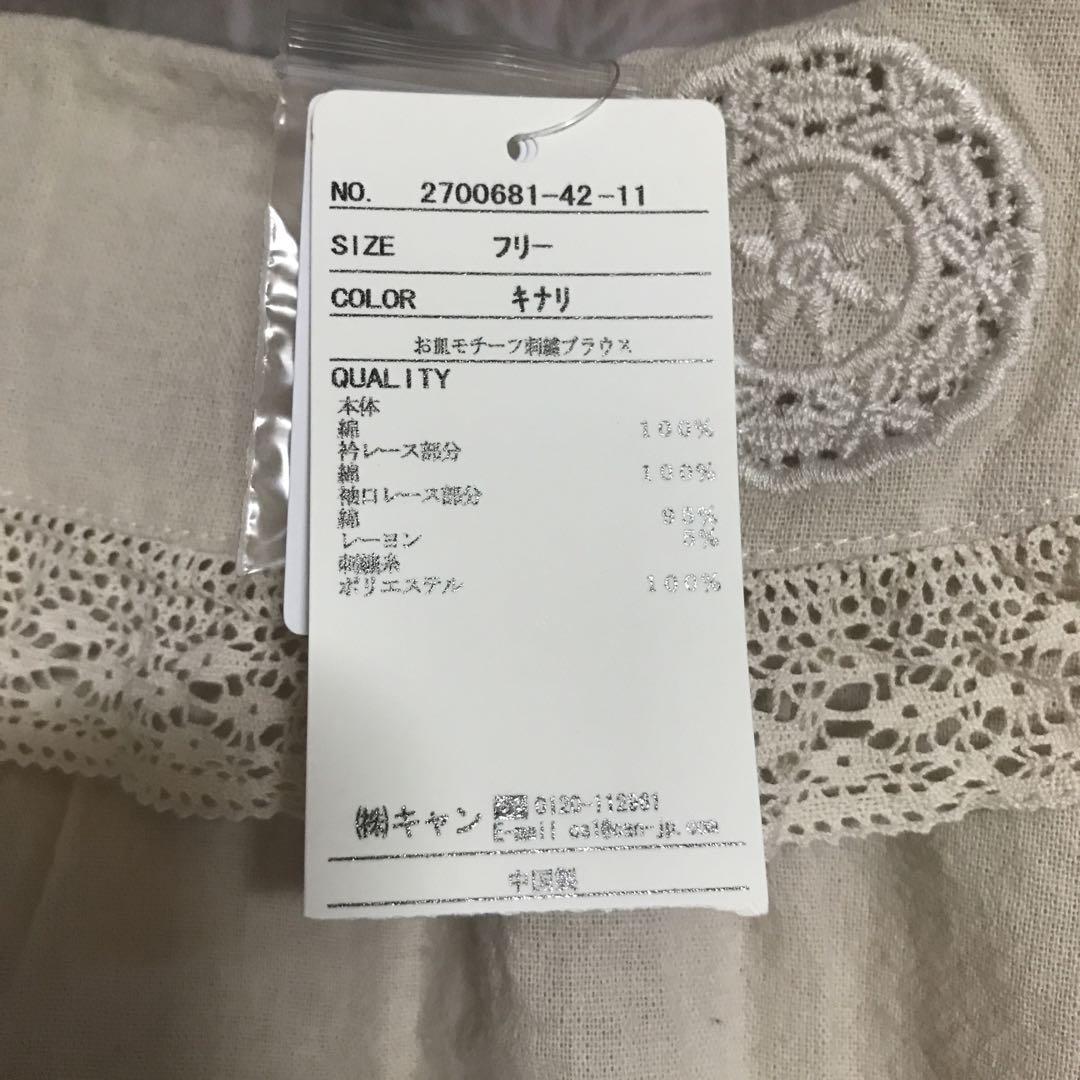 NO. 2700681-42-11
SIZE フリー
COLOR キナリ
お皿モチーフ刺繍ブラウス
QUALITY
本体
綿 100%
衿レース部分
綿 100%
袖口レース部分
綿 95%
レーヨン 5%
刺繍糸
ポリエステル 100%
㈱キャン 0120-112881
E-mail
中国製